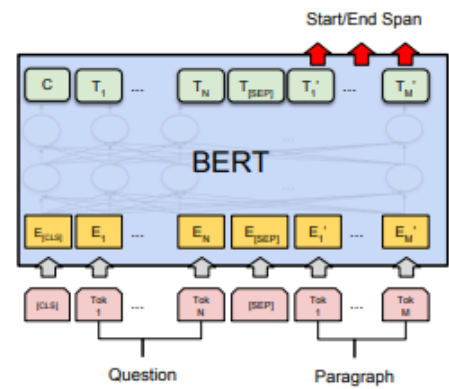 Start/End Span
C T1 ... TN T[SEP] T1' ... TM'
BERT
E[CLS] E1 ... EN E[SEP] E1' ... EM'
[CLS] Tok 1 ... Tok N [SEP] Tok 1 ... Tok M
Question Paragraph